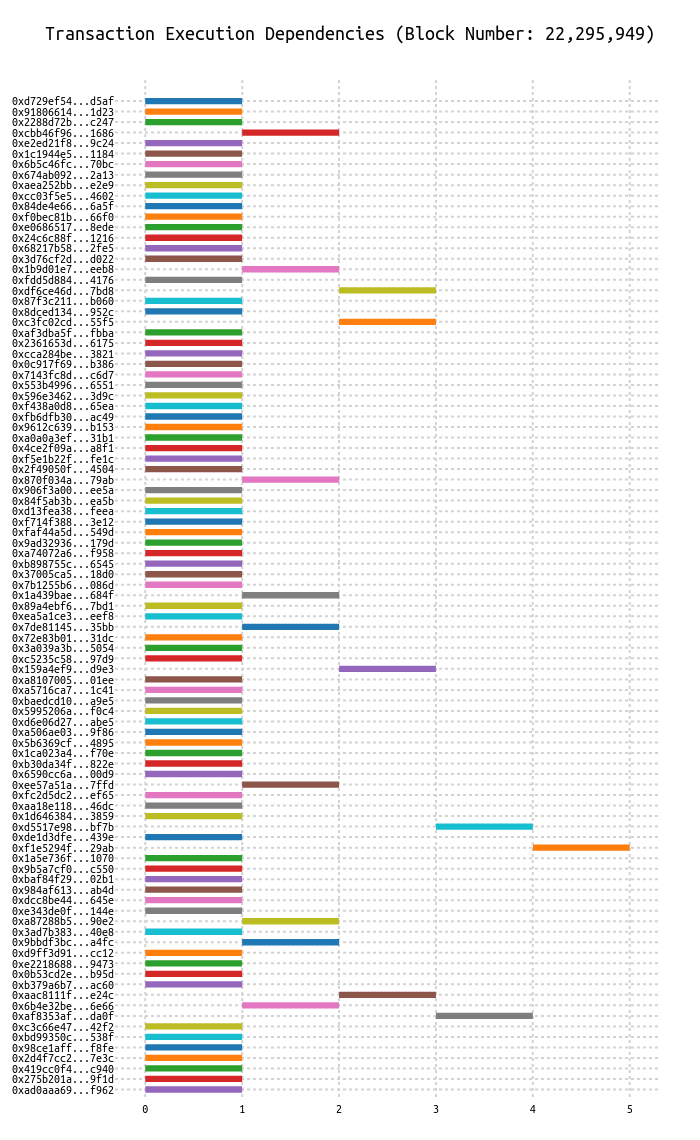 Transaction Execution Dependencies (Block Number: 22,295,949)
0xd729ef54...d5af
0x91806614...1d23
0x2288d72b...c247
0xcbb46f96...1686
0xe2ed21f8...9c24
0x1c1944e5...1184
0x6b5c46fc...70bc
0x674ab092...2a13
0xaea252bb...e2e9
0xcc03f5e5...4602
0x84de4e66...6a5f
0xf0bec81b...66f0
0xe0686517...8ede
0x24c6c88f...1216
0x68217b58...2fe5
0x3d76cf2d...d022
0x1b9d01e7...eeb8
0xfdd5d884...4176
0xdf6ce46d...7bd8
0x87f3c211...b060
0x8dced134...952c
0xc3fc02cd...55f5
0xaf3dba5f...fbba
0x2361653d...6175
0xcca284be...3821
0x0c917f69...b386
0x7143fc8d...c6d7
0x553b4996...6551
0x596e3462...3d9c
0xf438a0d8...65ea
0xfb6dfb30...ac49
0x9612c639...b153
0xa0a0a3ef...31b1
0x4ce2f09a...a8f1
0xf5e1b22f...fe1c
0x2f49050f...4504
0x870f034a...79ab
0x906f3a00...ee5a
0x84f5ab3b...ea5b
0xd13fea38...feea
0xf714f388...3e12
0xfaf44a5d...549d
0x9ad32936...179d
0xa74072a6...f958
0xb898755c...6545
0x37005ca5...18d0
0x7b1255b6...086d
0x1a439bae...684f
0x89a4ebf6...7bd1
0xea5a1ce3...eef8
0x7de81145...35bb
0x72e83b01...31dc
0x3a039a3b...5054
0xc5235c58...97d9
0x159a4ef9...d9e3
0xa8107005...01ee
0xa5716ca7...1c41
0xbaedcd10...a9e5
0x5995206a...f0c4
0xd6e06d27...abe5
0xa506ae03...9f86
0x5b6369cf...4895
0x1ca023a4...f70e
0xb30da34f...822e
0x6590cc6a...00d9
0xee57a51a...7ffd
0xfc2d5dc2...ef65
0xaa18e118...46dc
0x1d646384...3859
0xd5517e98...bf7b
0xde1d3dfe...439e
0xf1e5294f...29ab
0x1a5e736f...1070
0x9b5a7cf0...c550
0xbaf84f29...02b1
0x984af613...ab4d
0xdcc8be44...645e
0xe343de0f...144e
0xa87288b5...90e2
0x3ad7b383...40e8
0x9bbdf3bc...a4fc
0xd9ff3d91...cc12
0xe2218688...9473
0x0b53cd2e...b95d
0xb379a6b7...ac60
0xaac8111f...e24c
0x6b4e32be...6e66
0xaf8353af...da0f
0xc3c66e47...42f2
0xbd99350c...538f
0x98ce1aff...f8fe
0x2d4f7cc2...7e3c
0x419cc0f4...c940
0x275b201a...9f1d
0xad0aaa69...f962
0 1 2 3 4 5